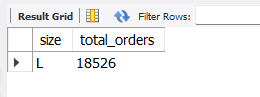 Result Grid Filter Rows:
size total_orders
L 18526